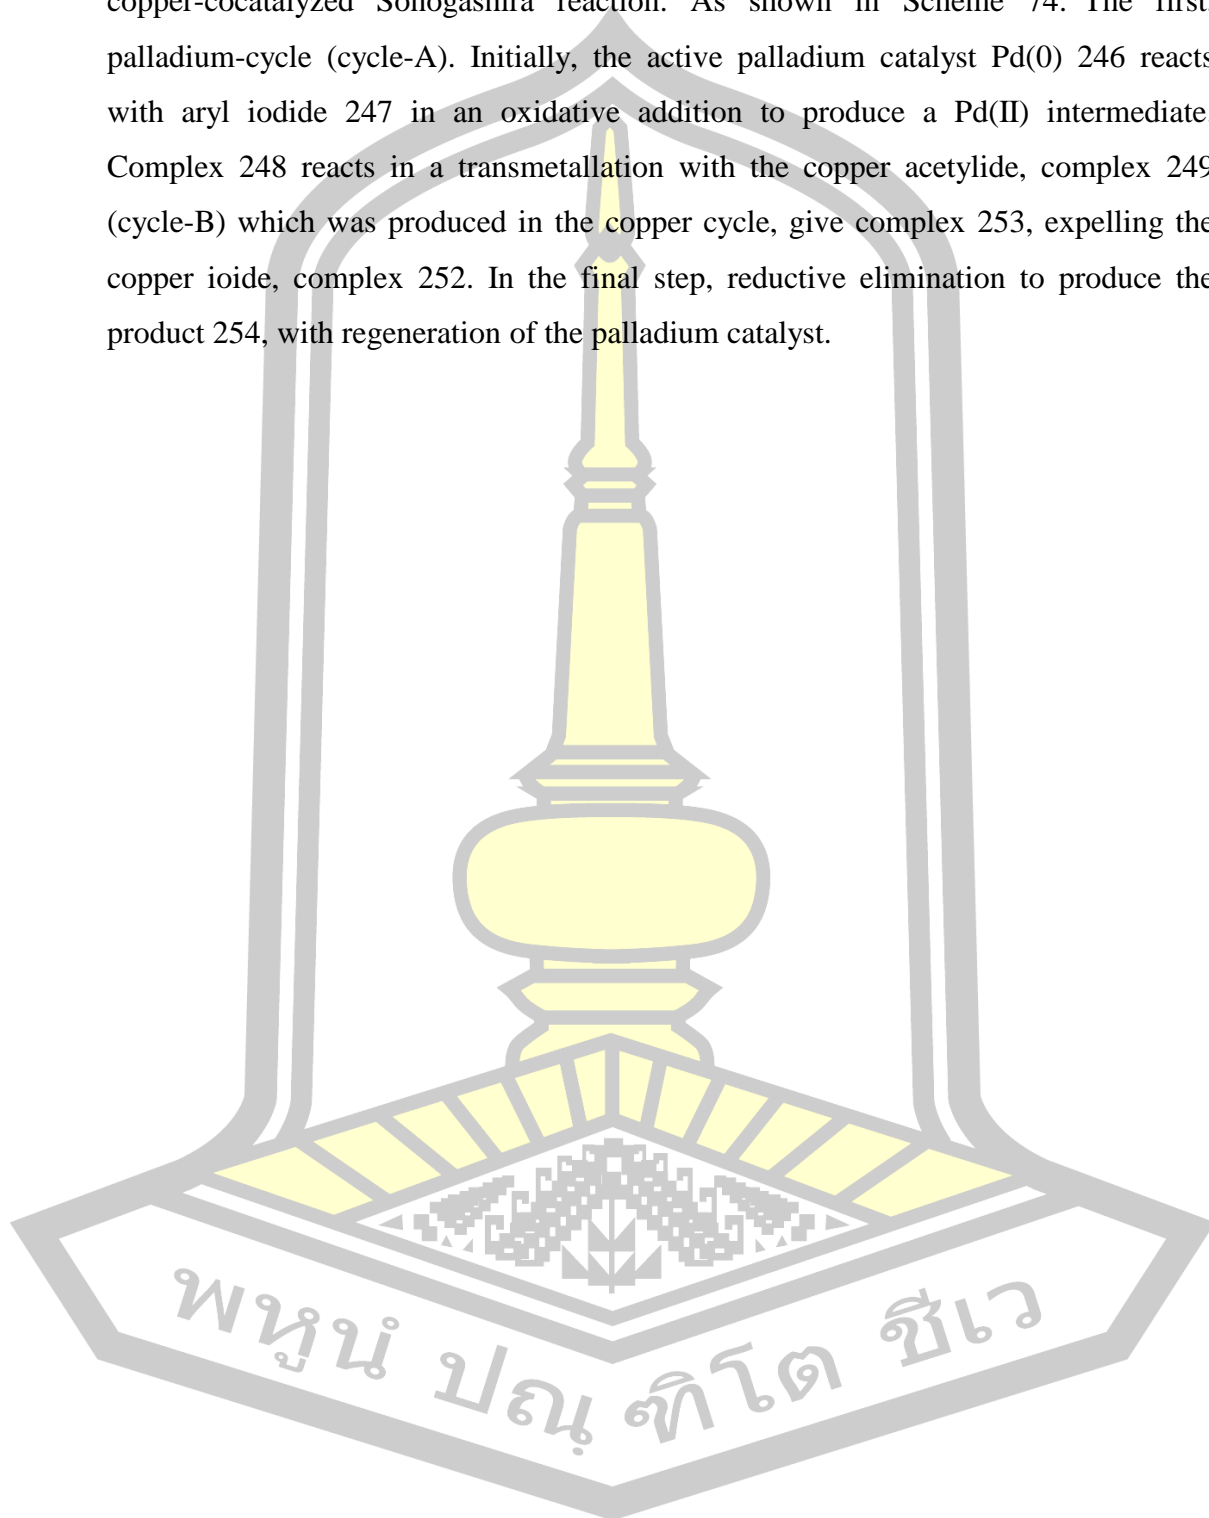 copper-cocatalyzed Sonogashira reaction. As shown in Scheme 74. The first,
palladium-cycle (cycle-A). Initially, the active palladium catalyst Pd(0) 246 reacts
with aryl iodide 247 in an oxidative addition to produce a Pd(II) intermediate.
Complex 248 reacts in a transmetallation with the copper acetylide, complex 249
(cycle-B) which was produced in the copper cycle, give complex 253, expelling the
copper ioide, complex 252. In the final step, reductive elimination to produce the
product 254, with regeneration of the palladium catalyst.
พหูนํ ปณฺฑิโต ชีเว